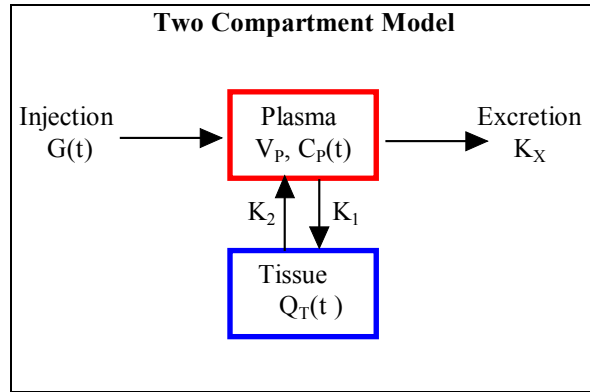 Two Compartment Model
Injection
G(t)
Plasma
V_P, C_P(t)
Excretion
K_X
K_2
K_1
Tissue
Q_T(t )